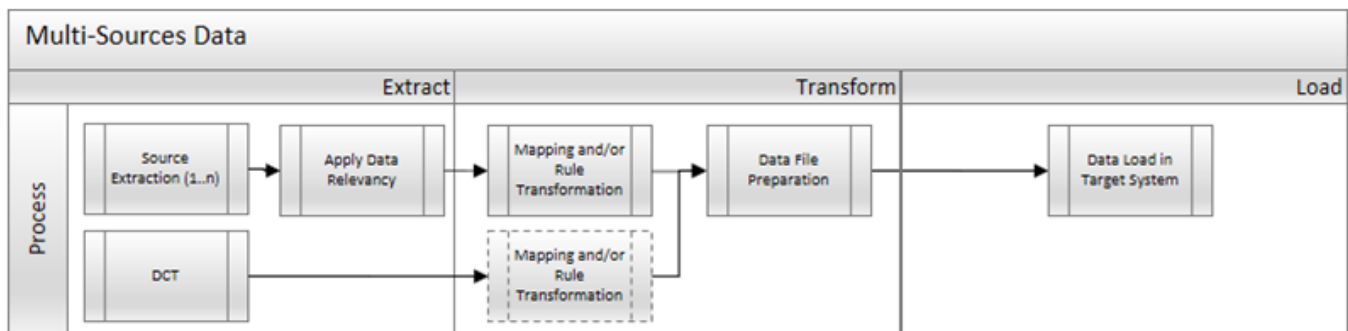 Multi-Sources Data
Extract
Transform
Load
Process
Source
Extraction (1..n)
Apply Data
Relevancy
Mapping and/or
Rule
Transformation
Data File
Preparation
Data Load in
Target System
DCT
Mapping and/or
Rule
Transformation